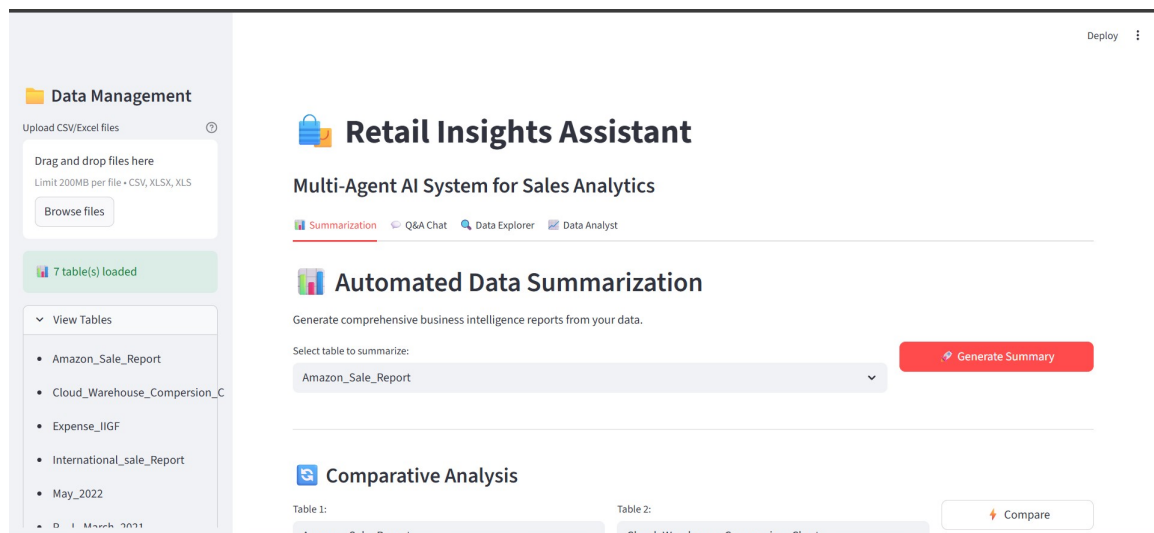 Deploy
Data Management
Upload CSV/Excel files
Drag and drop files here
Limit 200MB per file • CSV, XLSX, XLS
Browse files
7 table(s) loaded
View Tables
Amazon_Sale_Report
Cloud_Warehouse_Compersion_C
Expense_IIGF
International_sale_Report
May_2022
Retail Insights Assistant
Multi-Agent AI System for Sales Analytics
Summarization Q&A Chat Data Explorer Data Analyst
Automated Data Summarization
Generate comprehensive business intelligence reports from your data.
Select table to summarize:
Amazon_Sale_Report
Generate Summary
Comparative Analysis
Table 1: Table 2:
Compare